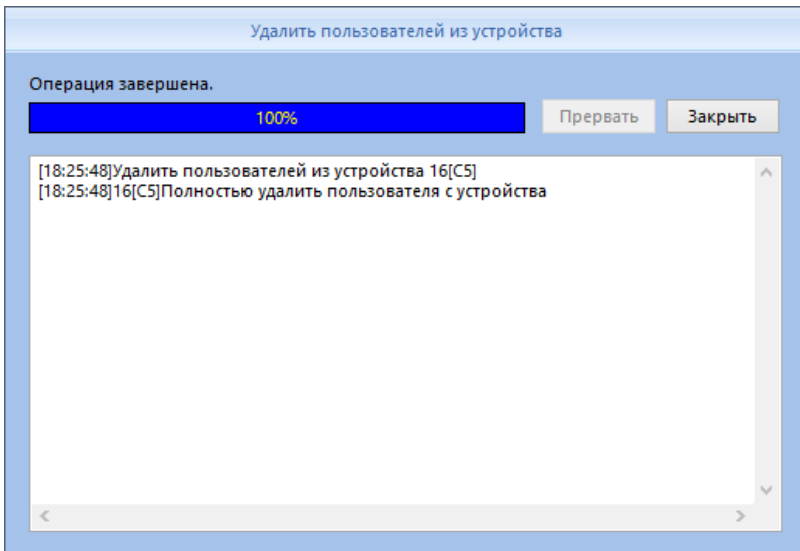 Удалить пользователей из устройства
Операция завершена.
100%
Прервать
Закрыть
[18:25:48]Удалить пользователей из устройства 16[C5]
[18:25:48]16[C5]Полностью удалить пользователя с устройства